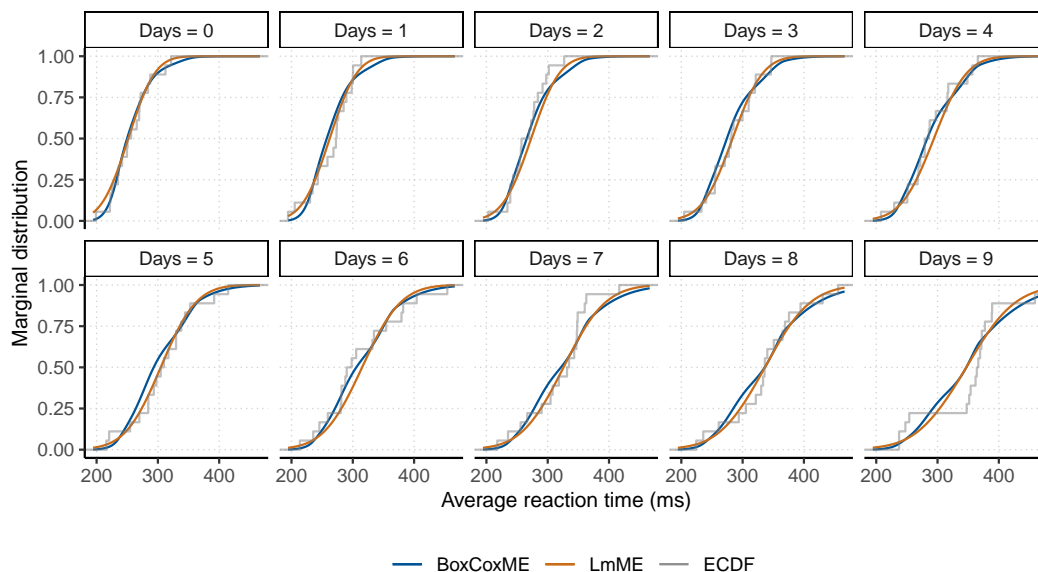 Days = 0 Days = 1 Days = 2 Days = 3 Days = 4
1.00
0.75
0.50
0.25
0.00
Days = 5 Days = 6 Days = 7 Days = 8 Days = 9
1.00
0.75
0.50
0.25
0.00
200 300 400 200 300 400 200 300 400 200 300 400 200 300 400
Marginal distribution
Average reaction time (ms)
BoxCoxME LmME ECDF